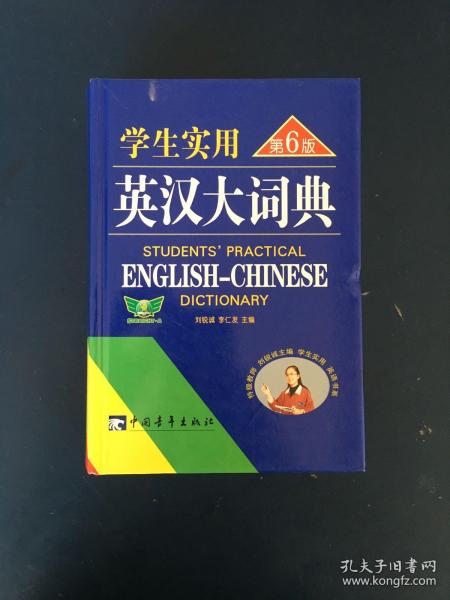 学生实用
第6版
英汉大词典
STUDENTS' PRACTICAL
ENGLISH-CHINESE
DICTIONARY
刘锐诚 李仁发 主编
特级教师 刘锐诚主编 学生实用 英语书系
中国青年出版社
孔夫子旧书网
www.kongfz.com